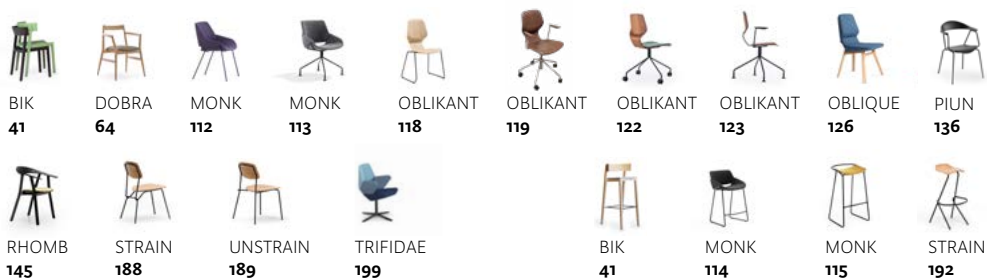 BIK DOBRA MONK MONK OBLIKANT OBLIKANT OBLIKANT OBLIKANT OBLIQUE PIUN
41 64 112 113 118 119 122 123 126 136
RHOMB STRAIN UNSTRAIN TRIFIDAE BIK MONK MONK STRAIN
145 188 189 199 41 114 115 192